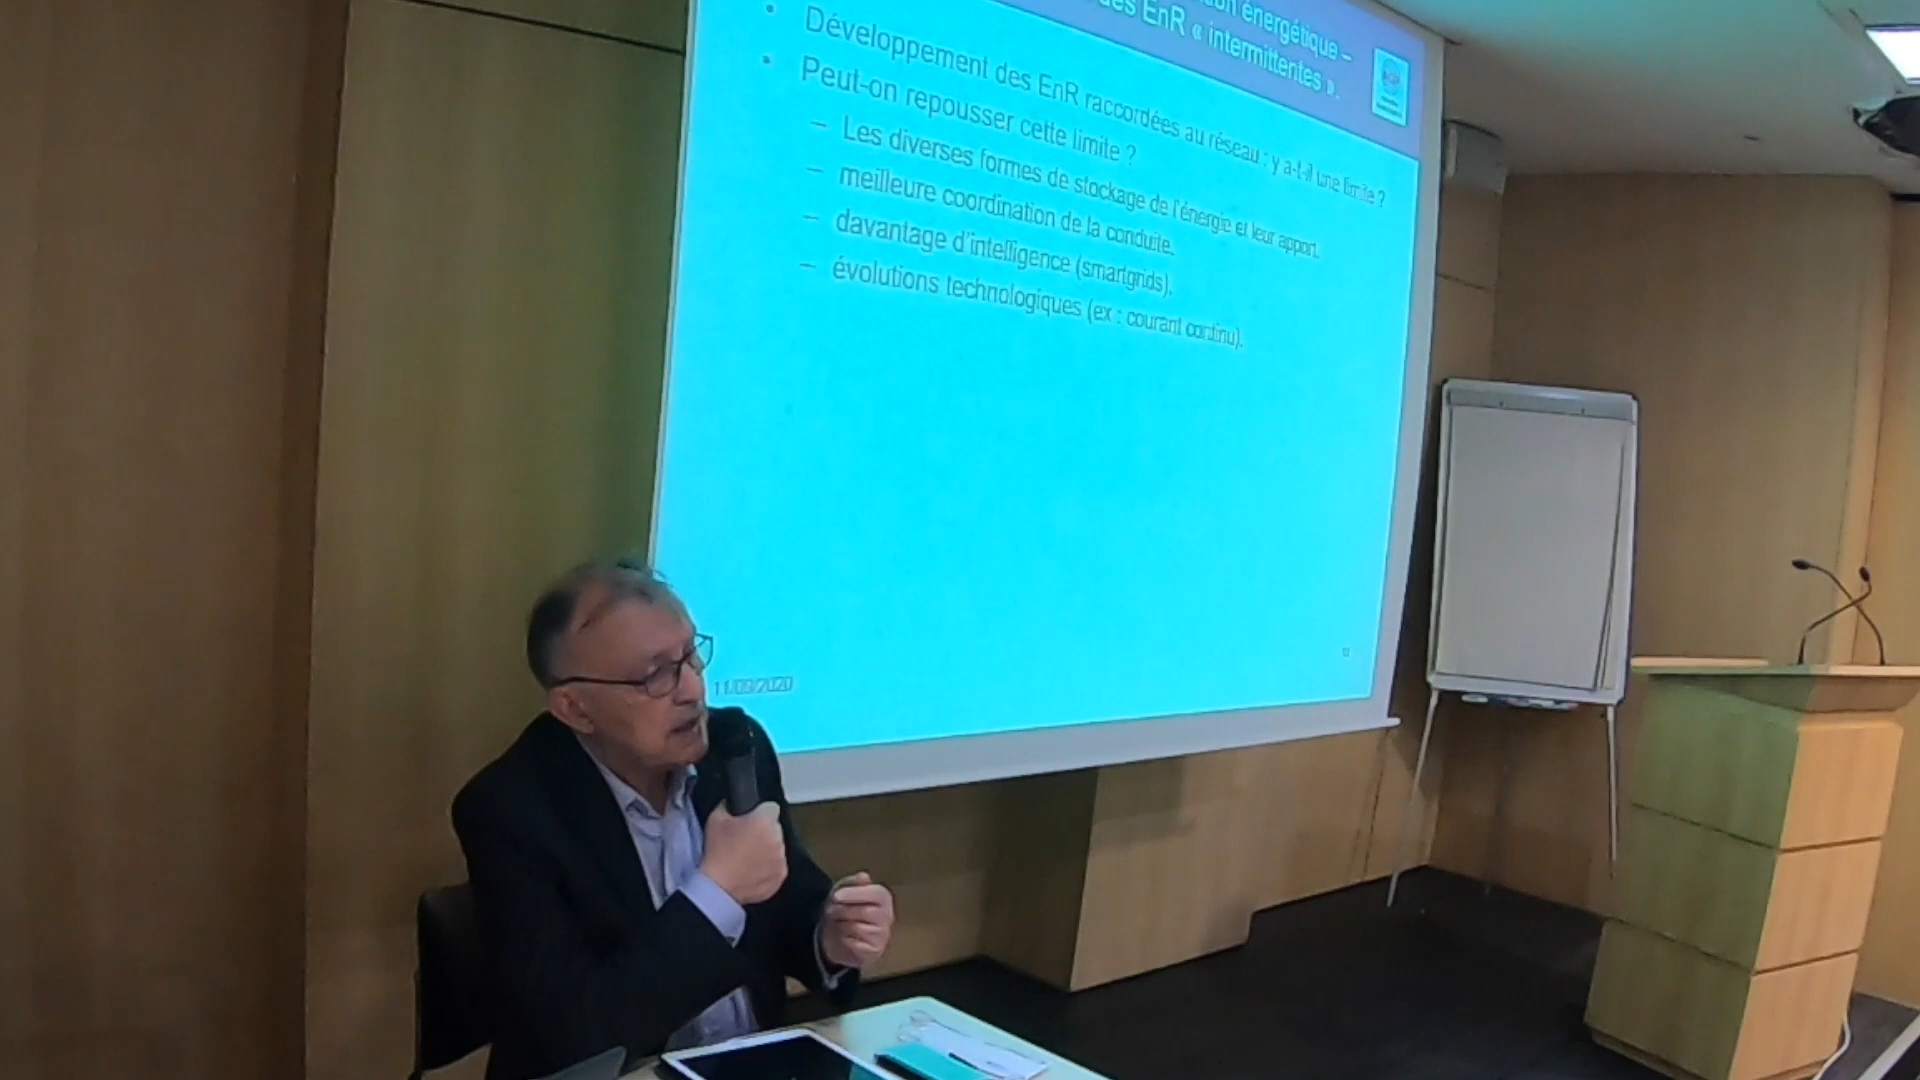 énergétique –
des EnR « intermittentes ».
• Développement des EnR raccordées au réseau : y a-t-il une limite ?
• Peut-on repousser cette limite ?
– Les diverses formes de stockage de l'énergie et leur apport.
– meilleure coordination de la conduite.
– davantage d'intelligence (smartgrids).
– évolutions technologiques (ex : courant continu).
11/09/2020